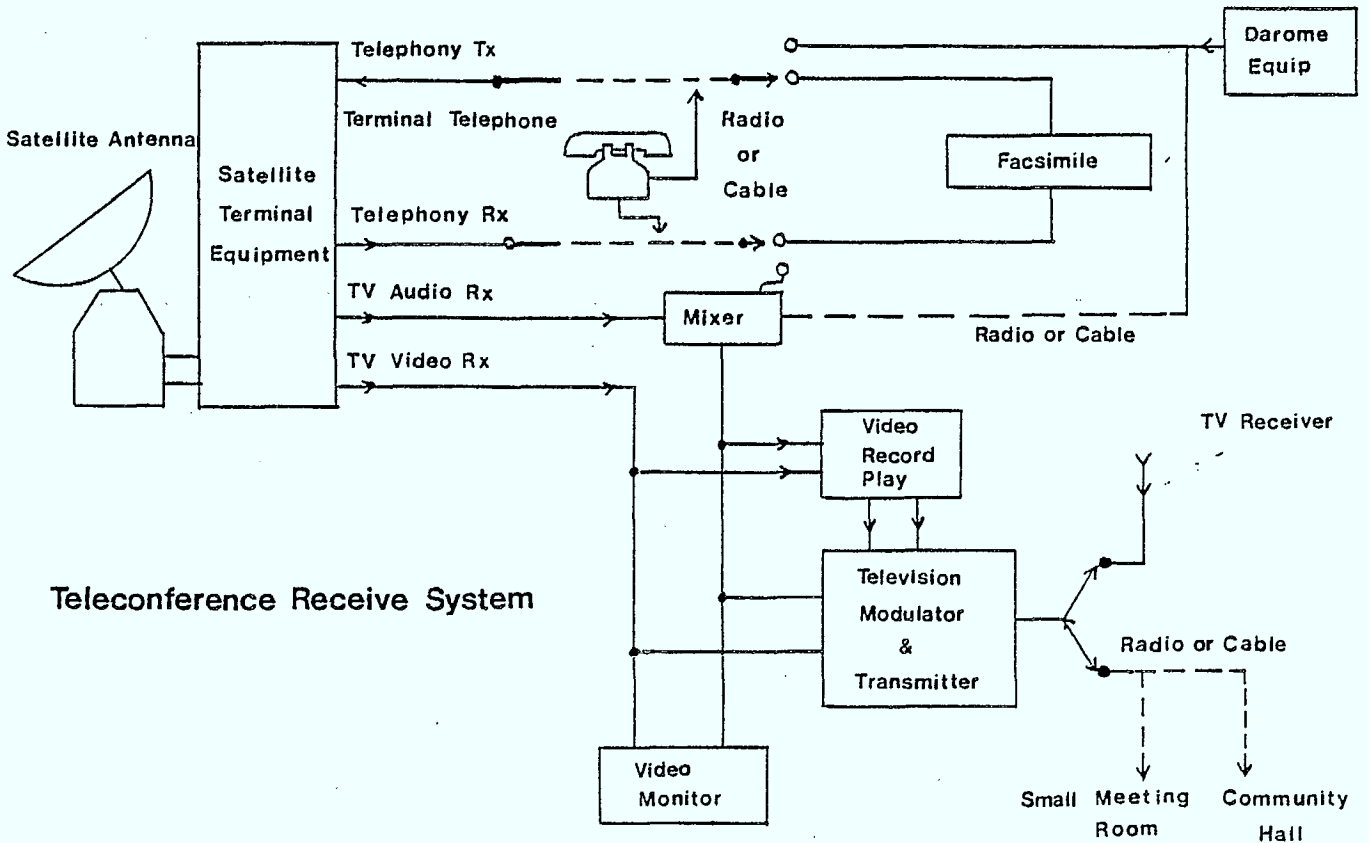 Telephony Tx
Darome
Equip
Terminal Telephone
Radio
or
Cable
Satellite Antenna
Satellite
Terminal
Equipment
Facsimile
Telephony Rx
TV Audio Rx
Mixer
Radio or Cable
TV Video Rx
Video
Record
Play
TV Receiver
Teleconference Receive System
Television
Modulator
&
Transmitter
Radio or Cable
Video
Monitor
Small Meeting
Room
Community
Hall